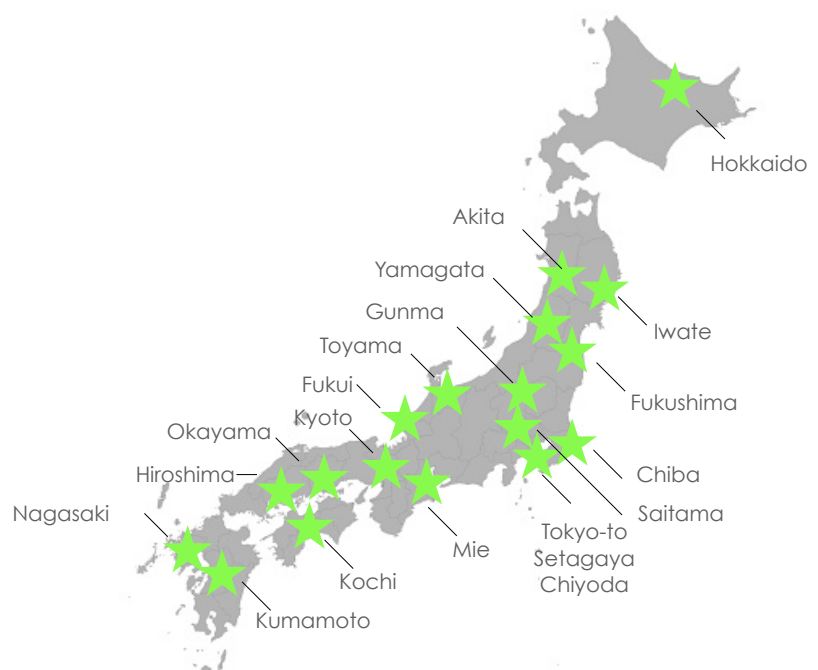 Hokkaido
Akita
Yamagata
Gunma
Iwate
Toyama
Fukui
Fukushima
Kyoto
Okayama
Hiroshima
Chiba
Nagasaki
Saitama
Tokyo-to
Setagaya
Chiyoda
Mie
Kochi
Kumamoto